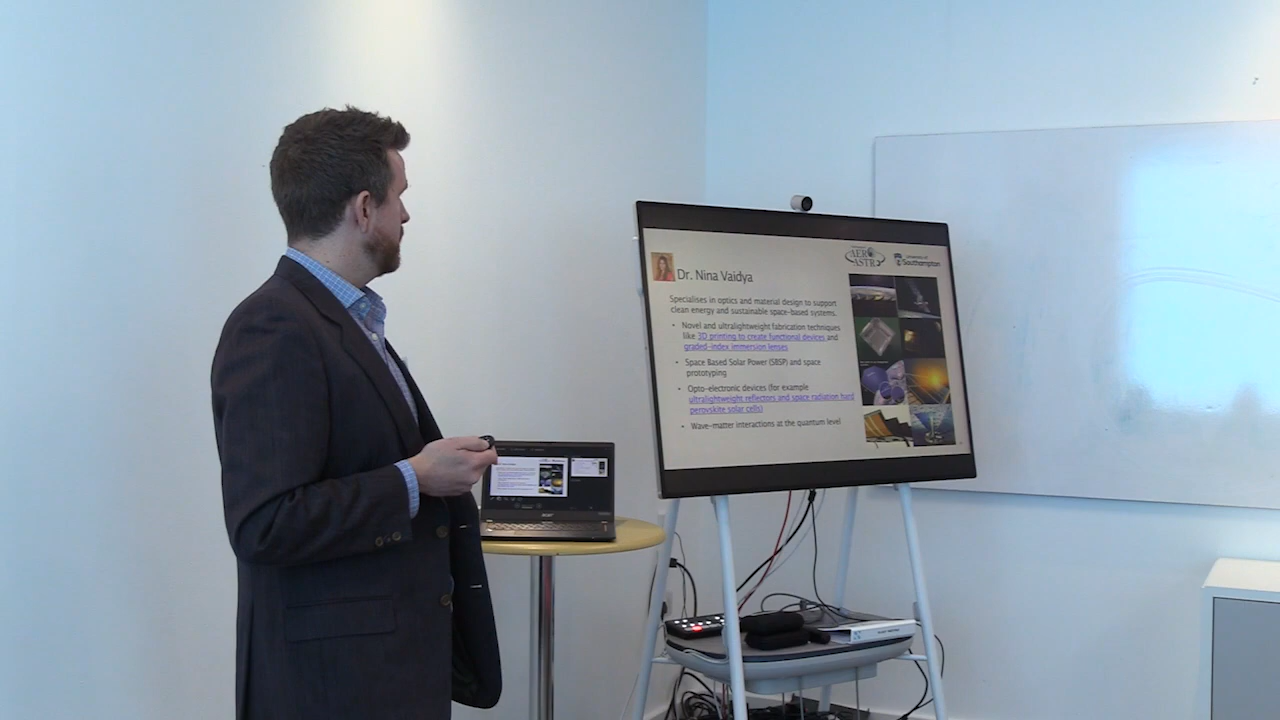 AERO
ASTRO
University of
Southampton
Dr. Nina Vaidya
Specialises in optics and material design to support
clean energy and sustainable space-based systems.
• Novel and ultralightweight fabrication techniques
like 3D printing to create functional devices and
graded-index immersion lenses
• Space Based Solar Power (SBSP) and space
prototyping
• Opto-electronic devices (for example
ultralightweight reflectors and space radiation hard
perovskite solar cells)
• Wave-matter interactions at the quantum level
acer